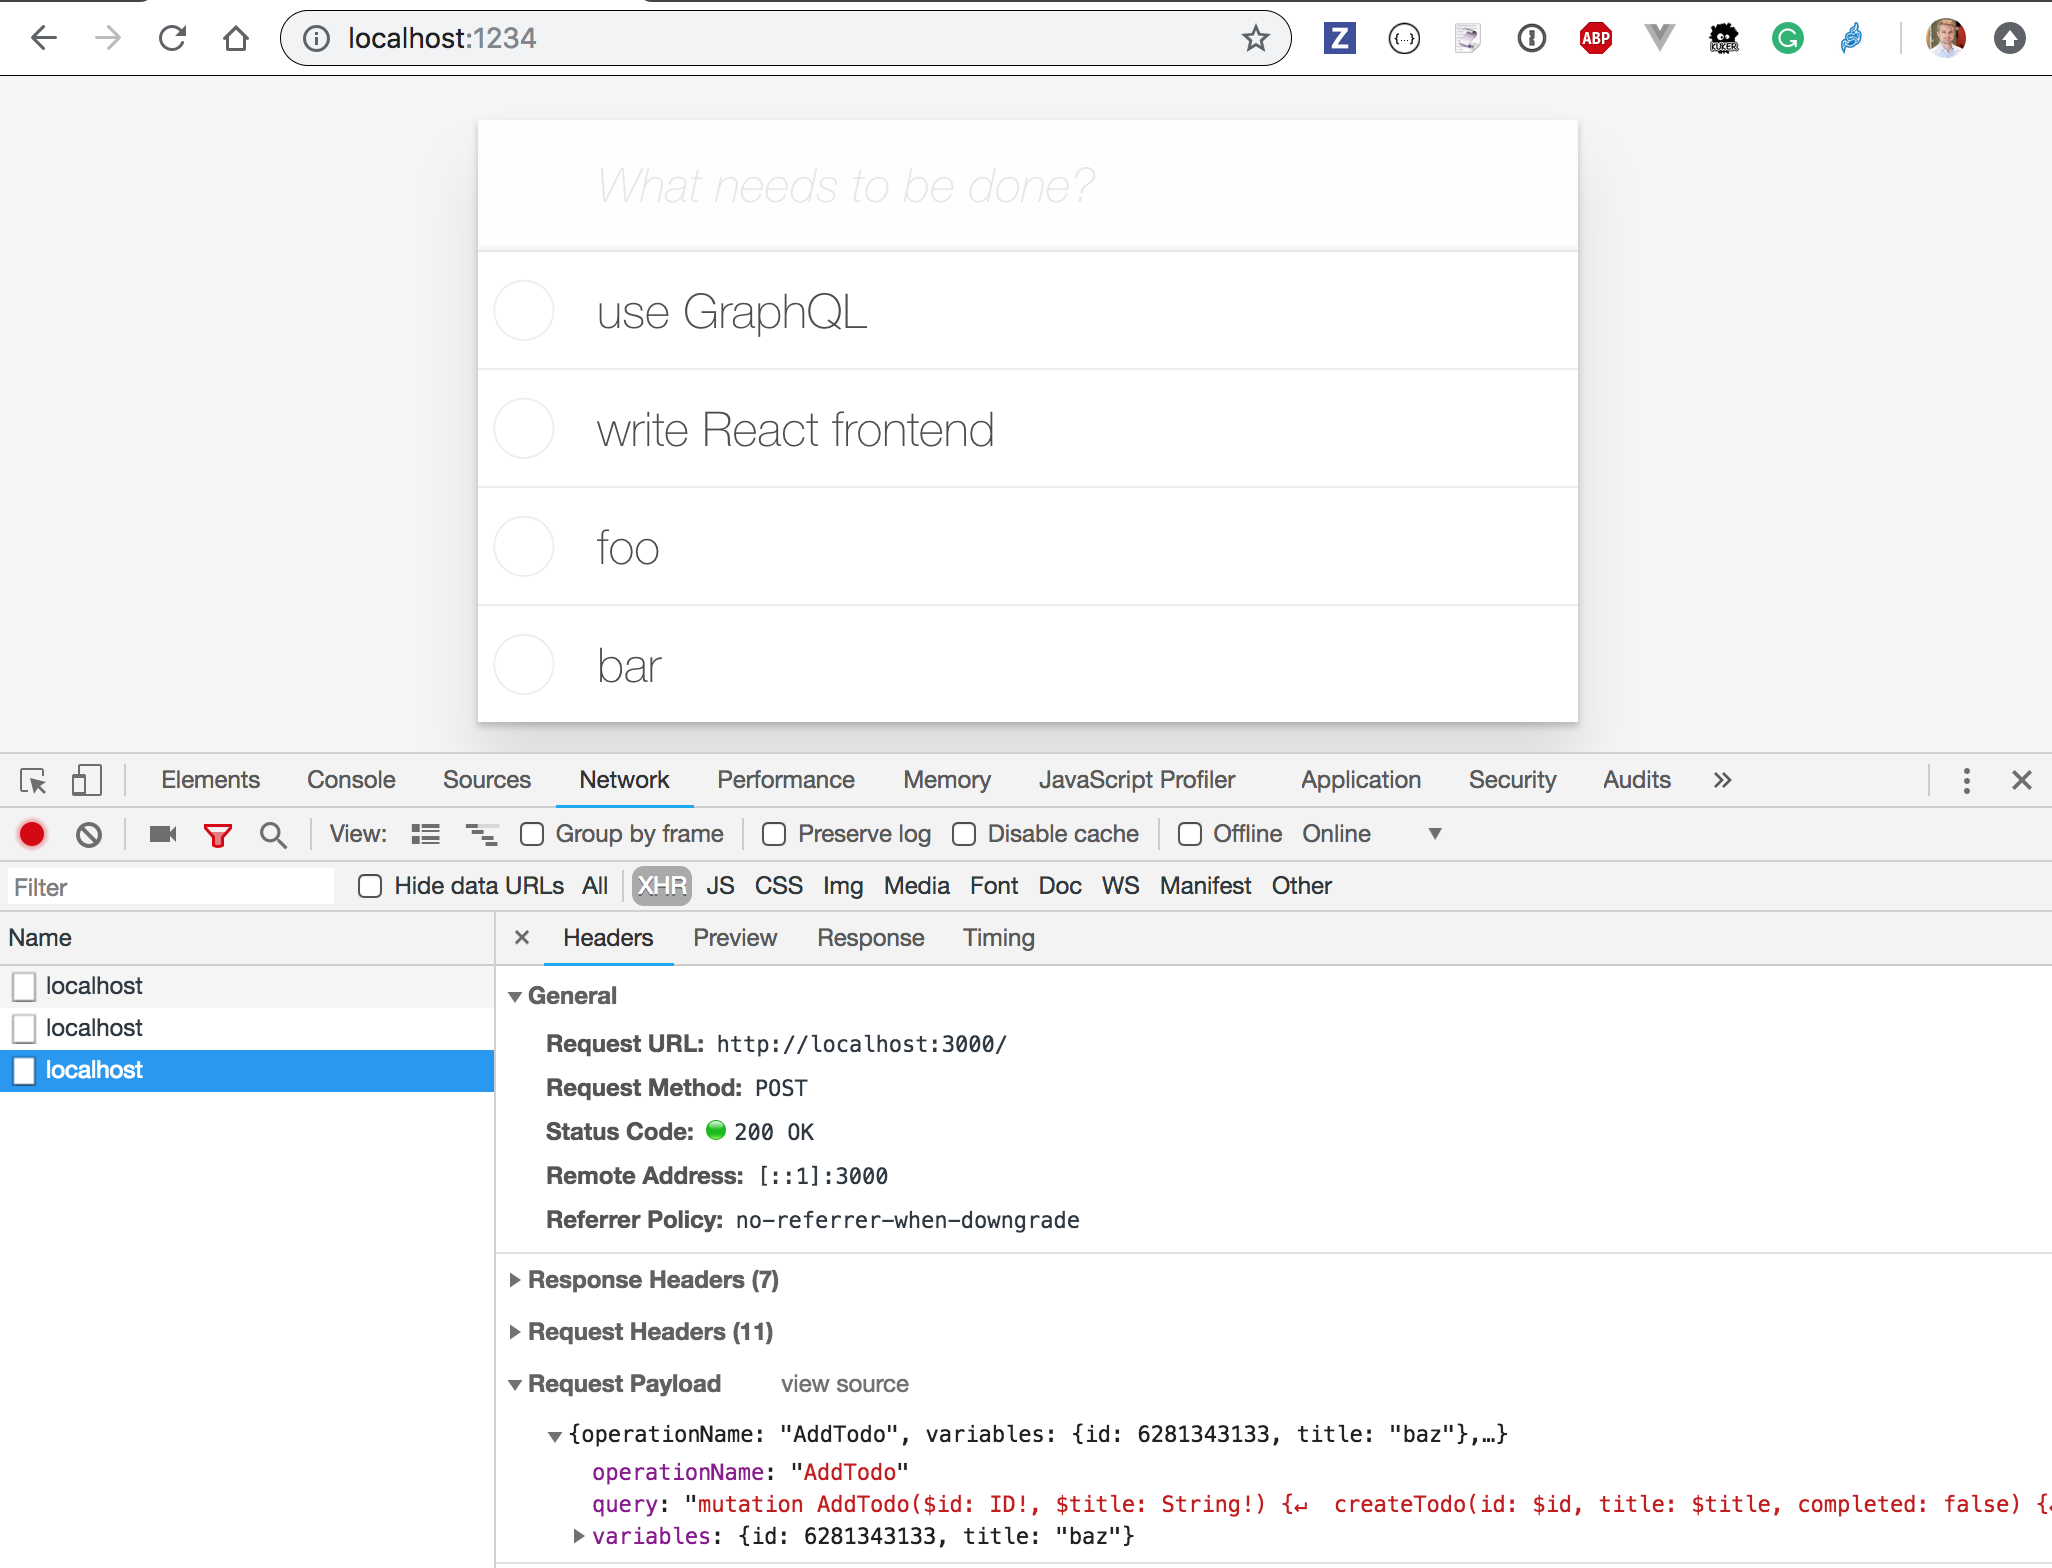 localhost:1234
Z
{...}
ABP
KUKER
G
What needs to be done?
use GraphQL
write React frontend
foo
bar
Elements Console Sources Network Performance Memory JavaScript Profiler Application Security Audits »
View: Group by frame Preserve log Disable cache Offline Online ▼
Filter Hide data URLs All XHR JS CSS Img Media Font Doc WS Manifest Other
Name × Headers Preview Response Timing
localhost
localhost
localhost
▼ General
Request URL: http://localhost:3000/
Request Method: POST
Status Code: 200 OK
Remote Address: [::1]:3000
Referrer Policy: no-referrer-when-downgrade
▶ Response Headers (7)
▶ Request Headers (11)
▼ Request Payload view source
▼ {operationName: "AddTodo", variables: {id: 6281343133, title: "baz"},…}
operationName: "AddTodo"
query: "mutation AddTodo($id: ID!, $title: String!) {↵  createTodo(id: $id, title: $title, completed: false) {
▶ variables: {id: 6281343133, title: "baz"}